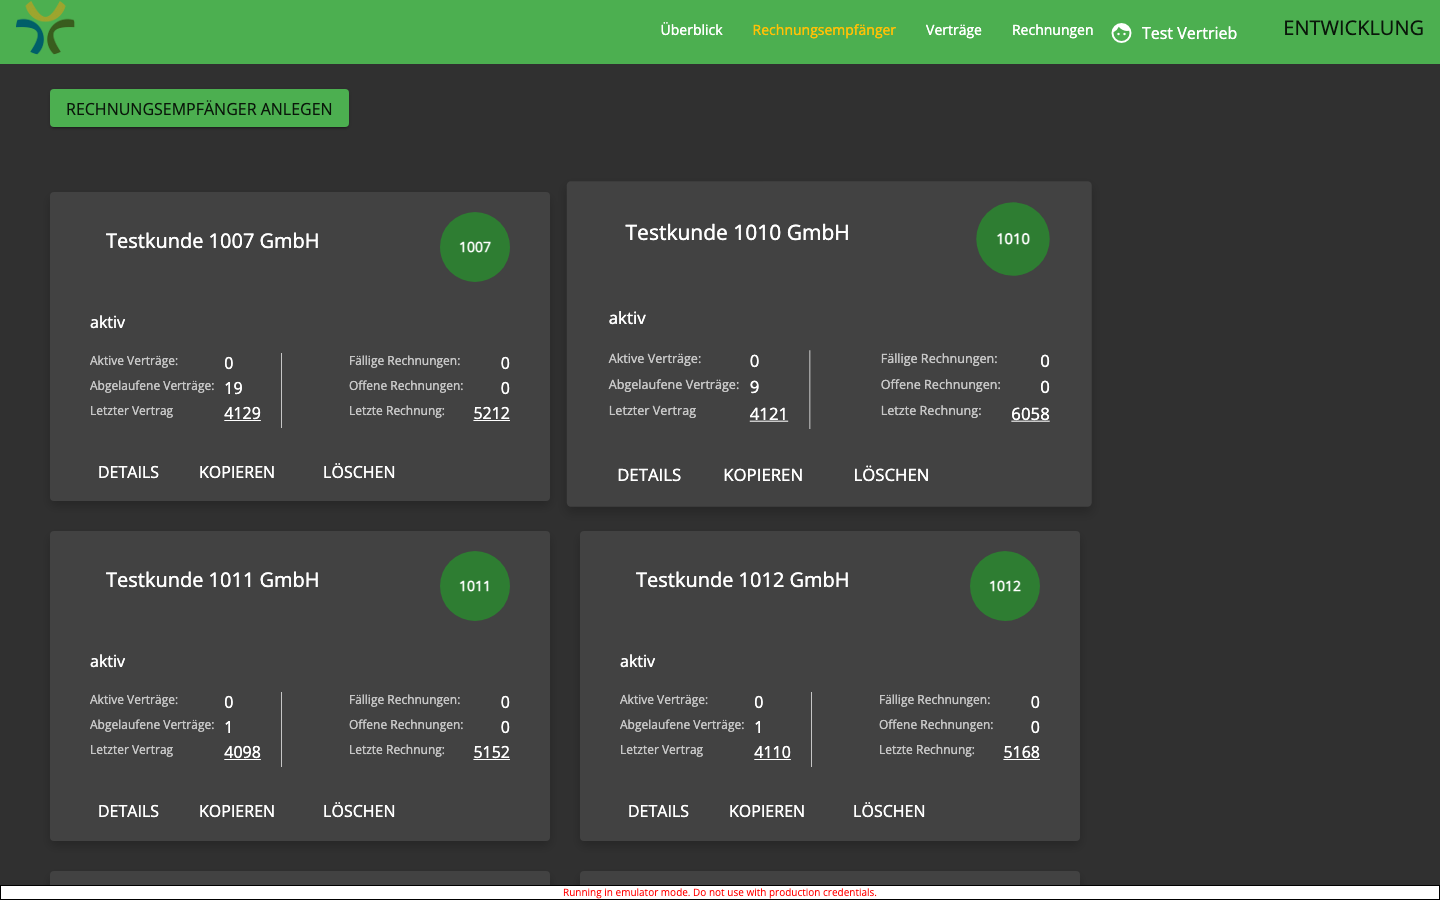 Überblick Rechnungsempfänger Verträge Rechnungen Test Vertrieb ENTWICKLUNG
RECHNUNGSEMPFÄNGER ANLEGEN
Testkunde 1007 GmbH 1007
aktiv
Aktive Verträge: 0 Fällige Rechnungen: 0
Abgelaufene Verträge: 19 Offene Rechnungen: 0
Letzter Vertrag 4129 Letzte Rechnung: 5212
DETAILS KOPIEREN LÖSCHEN
Testkunde 1010 GmbH 1010
aktiv
Aktive Verträge: 0 Fällige Rechnungen: 0
Abgelaufene Verträge: 9 Offene Rechnungen: 0
Letzter Vertrag 4121 Letzte Rechnung: 6058
DETAILS KOPIEREN LÖSCHEN
Testkunde 1011 GmbH 1011
aktiv
Aktive Verträge: 0 Fällige Rechnungen: 0
Abgelaufene Verträge: 1 Offene Rechnungen: 0
Letzter Vertrag 4098 Letzte Rechnung: 5152
DETAILS KOPIEREN LÖSCHEN
Testkunde 1012 GmbH 1012
aktiv
Aktive Verträge: 0 Fällige Rechnungen: 0
Abgelaufene Verträge: 1 Offene Rechnungen: 0
Letzter Vertrag 4110 Letzte Rechnung: 5168
DETAILS KOPIEREN LÖSCHEN
Running in emulator mode. Do not use with production credentials.